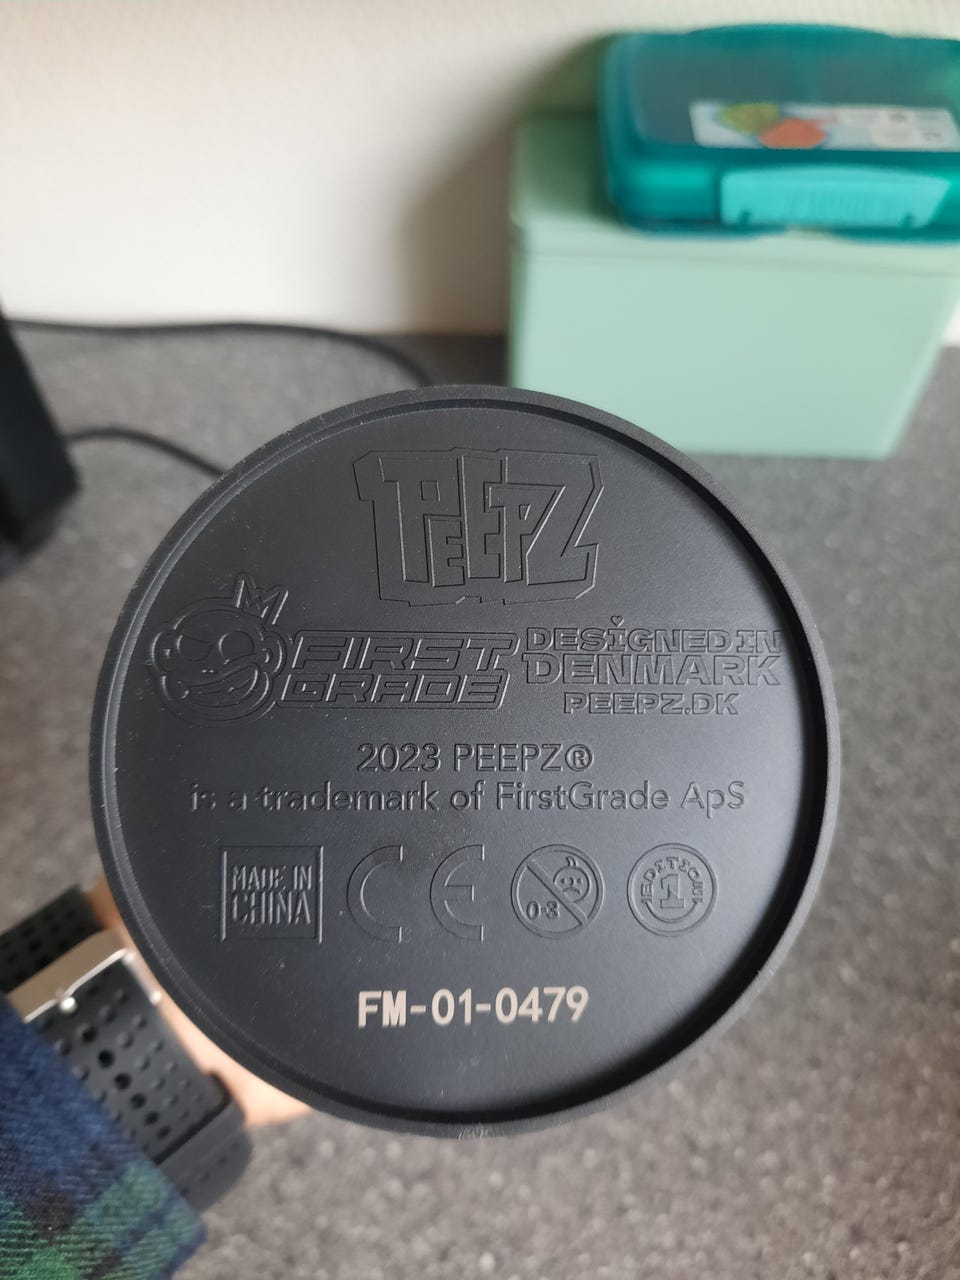 PEEPZ
FIRST
GRADE
DESIGNED IN
DENMARK
PEEPZ.DK
2023 PEEPZ®
is a trademark of FirstGrade ApS
MADE IN
CHINA
CE
0-3
EDITION
1
FM-01-0479